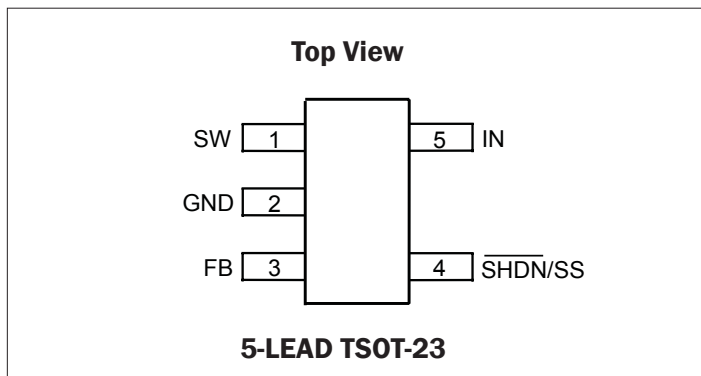 Top View
SW 1 5 IN
GND 2
FB 3 4 SHDN/SS
5-LEAD TSOT-23